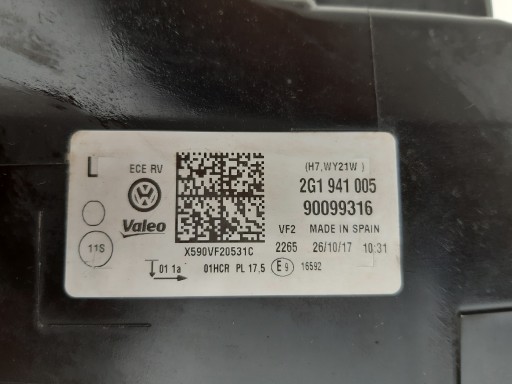 L ECE RV (H7,WY21W )
2G1 941 005
Valeo 90099316
VF2 MADE IN SPAIN
11S X590VF20531C 2265 26/10/17 10:31
01 1a 01HCR PL 17,5 E9 16592